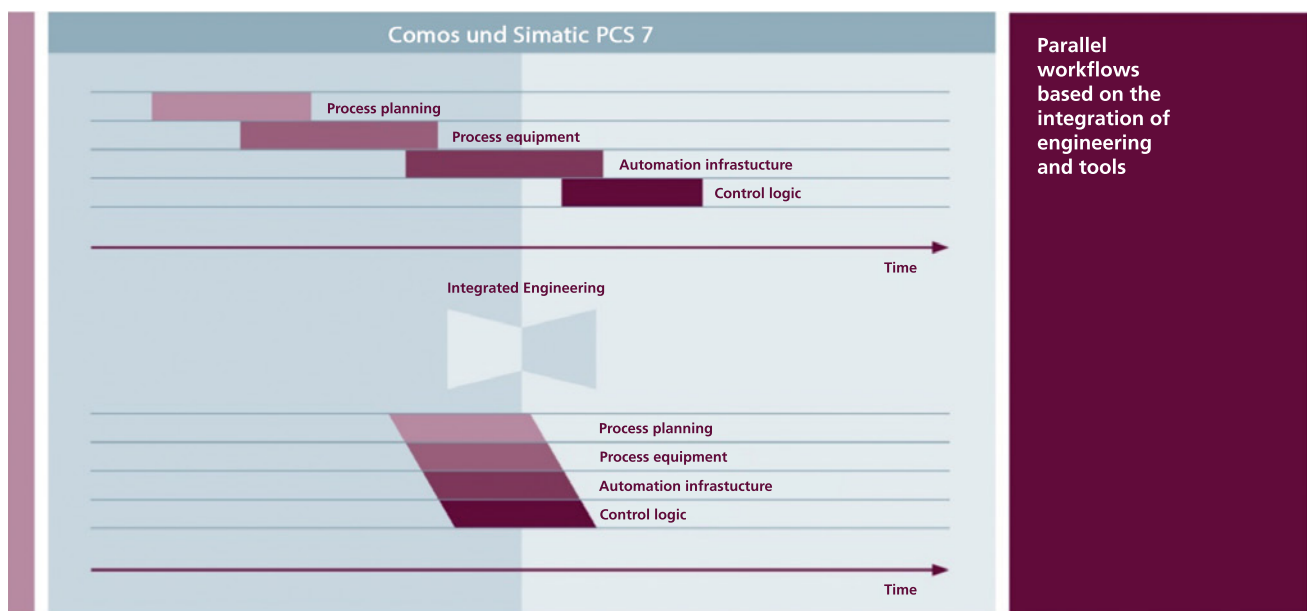 Comos und Simatic PCS 7
Process planning
Process equipment
Automation infrastucture
Control logic
Time
Integrated Engineering
Process planning
Process equipment
Automation infrastucture
Control logic
Time
Parallel
workflows
based on the
integration of
engineering
and tools